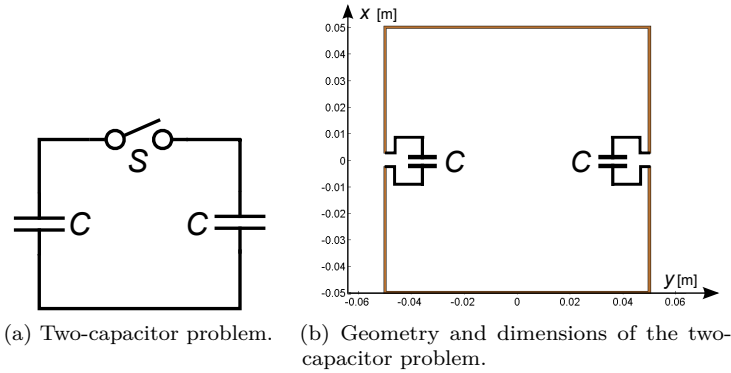 S
C
C
(a) Two-capacitor problem.
x [m]
0.05
0.04
0.03
0.02
0.01
0
-0.01
-0.02
-0.03
-0.04
-0.05
C
C
y [m]
-0.06 -0.04 -0.02 0 0.02 0.04 0.06
(b) Geometry and dimensions of the two-
capacitor problem.